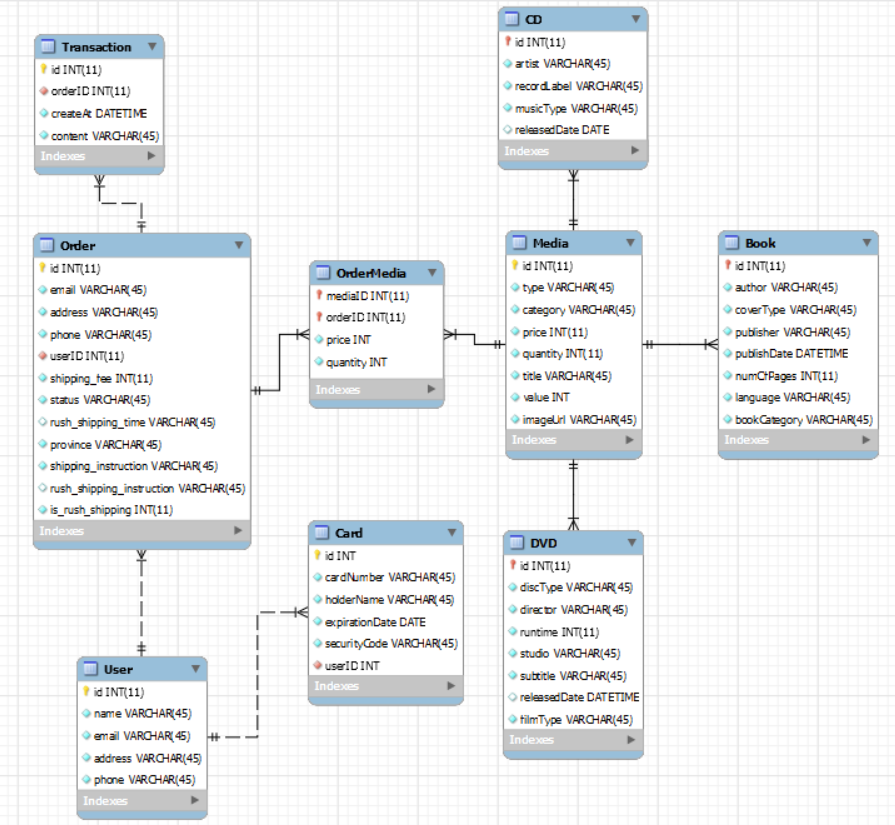 Transaction
id INT(11)
orderID INT(11)
createAt DATETIME
content VARCHAR(45)
Indexes
CD
id INT(11)
artist VARCHAR(45)
recordLabel VARCHAR(45)
musicType VARCHAR(45)
releasedDate DATE
Indexes
Order
id INT(11)
email VARCHAR(45)
address VARCHAR(45)
phone VARCHAR(45)
userID INT(11)
shipping_fee INT(11)
status VARCHAR(45)
rush_shipping_time VARCHAR(45)
province VARCHAR(45)
shipping_instruction VARCHAR(45)
rush_shipping_instruction VARCHAR(45)
is_rush_shipping INT(11)
Indexes
OrderMedia
mediaID INT(11)
orderID INT(11)
price INT
quantity INT
Indexes
Media
id INT(11)
type VARCHAR(45)
category VARCHAR(45)
price INT(11)
quantity INT(11)
title VARCHAR(45)
value INT
imageUrl VARCHAR(45)
Indexes
Book
id INT(11)
author VARCHAR(45)
coverType VARCHAR(45)
publisher VARCHAR(45)
publishDate DATETIME
numOfPages INT(11)
language VARCHAR(45)
bookCategory VARCHAR(45)
Indexes
Card
id INT
cardNumber VARCHAR(45)
holderName VARCHAR(45)
expirationDate DATE
securityCode VARCHAR(45)
userID INT
Indexes
DVD
id INT(11)
discType VARCHAR(45)
director VARCHAR(45)
runtime INT(11)
studio VARCHAR(45)
subtitle VARCHAR(45)
releasedDate DATETIME
filmType VARCHAR(45)
Indexes
User
id INT(11)
name VARCHAR(45)
email VARCHAR(45)
address VARCHAR(45)
phone VARCHAR(45)
Indexes